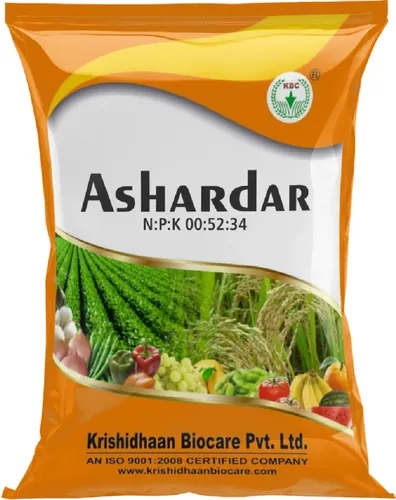 KBC
®
Ashardar
N:P:K 00:52:34
Krishidhaan Biocare Pvt. Ltd.
AN ISO 9001:2008 CERTIFIED COMPANY
www.krishidhaanbiocare.com